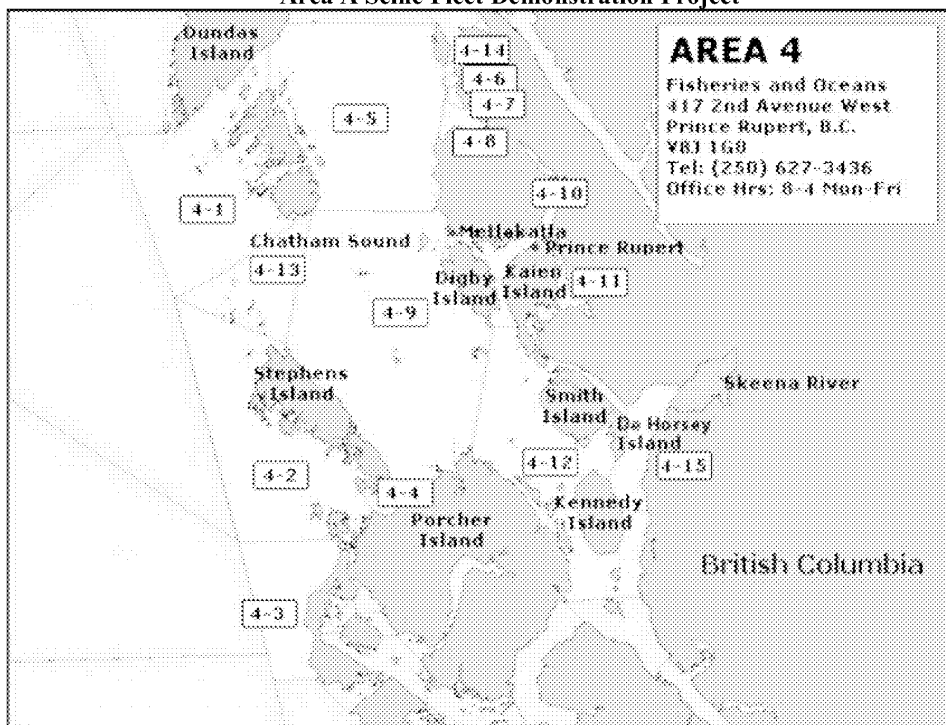 Area A Seine Fleet Demonstration Project
Dundas
Island
4-14
4-6
4-7
4-8
4-5
4-10
4-1
AREA 4
Fisheries and Oceans
417 2nd Avenue West
Prince Rupert, B.C.
V8J 1G8
Tel: (250) 627-3436
Office Hrs: 8-4 Mon-Fri
Metlakatla
Chatham Sound
Prince Rupert
4-13
Digby
Island
Kaien
Island
4-11
4-9
Stephens
Island
Smith
Island
Skeena River
De Horsey
Island
4-2
4-12
4-15
4-4
Porcher
Island
Kennedy
Island
British Columbia
4-3